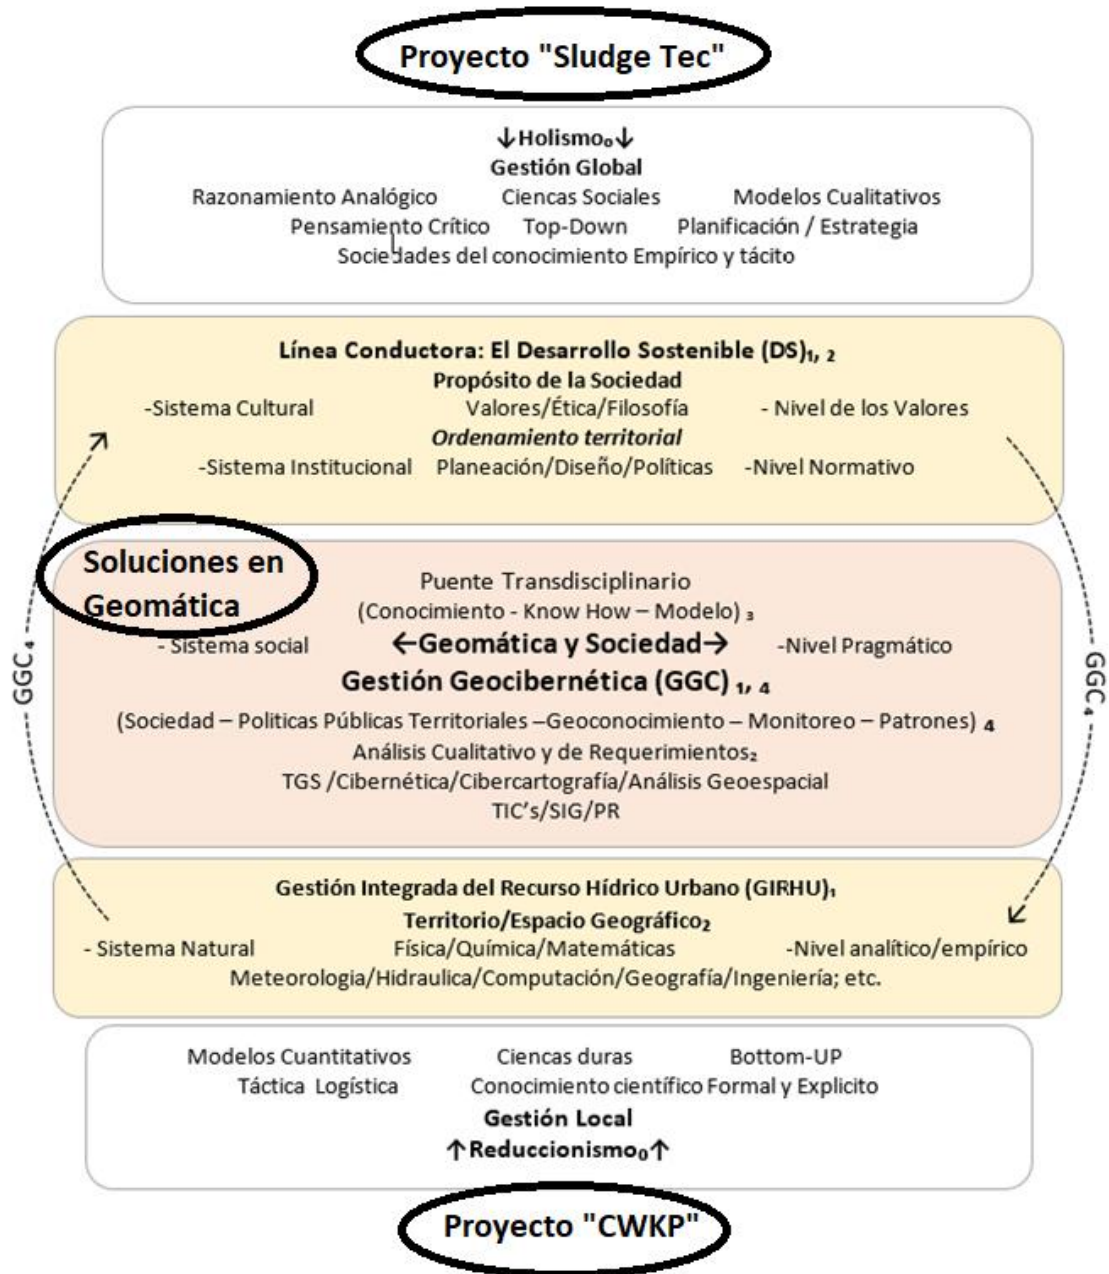 Proyecto "Sludge Tec"
↓Holismo₀↓
Gestión Global
Razonamiento Analógico Ciencas Sociales Modelos Cualitativos
Pensamiento Crítico Top-Down Planificación / Estrategia
Sociedades del conocimiento Empírico y tácito
Línea Conductora: El Desarrollo Sostenible (DS)₁, ₂
Propósito de la Sociedad
-Sistema Cultural Valores/Ética/Filosofía - Nivel de los Valores
Ordenamiento territorial
-Sistema Institucional Planeación/Diseño/Políticas -Nivel Normativo
Soluciones en
Geomática
Puente Transdisciplinario
(Conocimiento - Know How – Modelo) ₃
- Sistema social ←Geomática y Sociedad→ -Nivel Pragmático
Gestión Geocibernética (GGC) ₁, ₄
(Sociedad – Politicas Públicas Territoriales –Geoconocimiento – Monitoreo – Patrones) ₄
Análisis Cualitativo y de Requerimientos₂
TGS /Cibernética/Cibercartografía/Análisis Geoespacial
TIC's/SIG/PR
GGC ₄
GGC ₄
Gestión Integrada del Recurso Hídrico Urbano (GIRHU)₁
Territorio/Espacio Geográfico₂
- Sistema Natural Física/Química/Matemáticas -Nivel analítico/empírico
Meteorologia/Hidraulica/Computación/Geografía/Ingeniería; etc.
Modelos Cuantitativos Ciencas duras Bottom-UP
Táctica Logística Conocimiento científico Formal y Explicito
Gestión Local
↑Reduccionismo₀↑
Proyecto "CWKP"